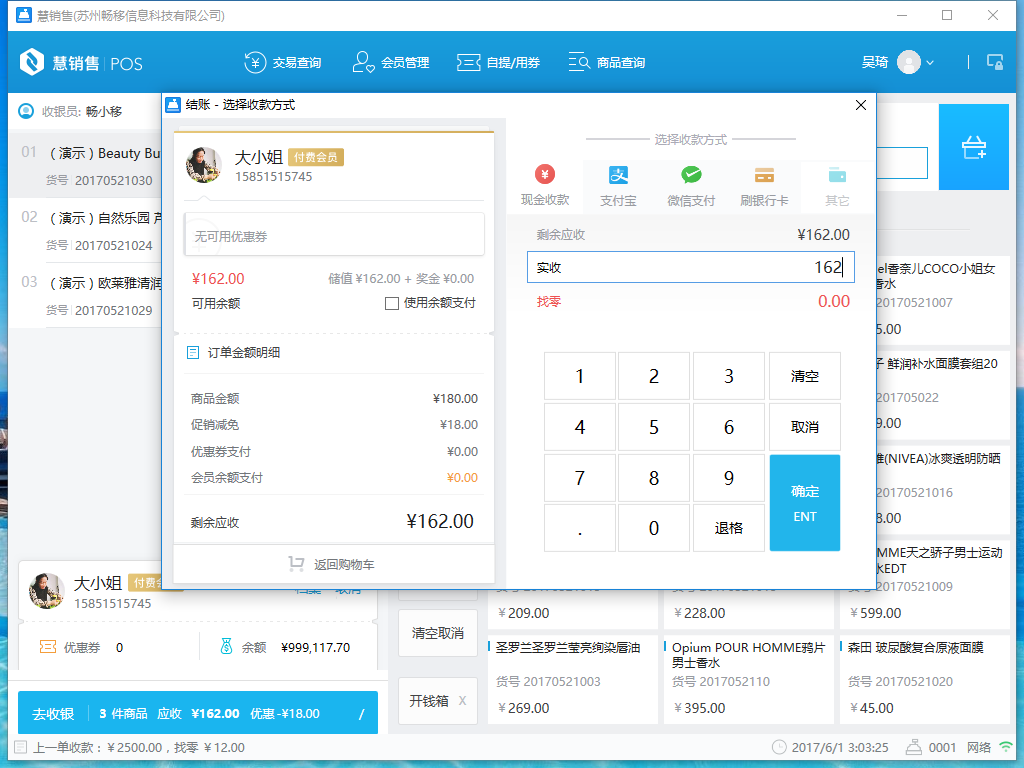 慧销售(苏州畅移信息科技有限公司)
慧销售 | POS
交易查询
会员管理
自提/用券
商品查询
吴琦
收银员: 畅小移
01 （演示）Beauty Bu
货号 20170521030
02 （演示）自然乐园
货号 20170521024
03 （演示）欧莱雅清润
货号 20170521029
结账 - 选择收款方式
大小姐 付费会员
15851515745
无可用优惠券
¥162.00 储值 ¥162.00 + 奖金 ¥0.00
可用余额 使用余额支付
订单金额明细
商品金额 ¥180.00
促销减免 ¥18.00
优惠券支付 ¥0.00
会员余额支付 ¥0.00
剩余应收 ¥162.00
返回购物车
选择收款方式
现金收款 支付宝 微信支付 刷银行卡 其它
剩余应收 ¥162.00
实收 162
找零 0.00
1 2 3 清空
4 5 6 取消
7 8 9 确定 ENT
. 0 退格
el香奈儿COCO小姐女
香水
20170521007
5.00
鲜润补水面膜套组20
201705022
9.00
(NIVEA)冰爽透明防晒
20170521016
8.00
MME天之骄子男士运动
水EDT
20170521009
¥ 209.00
¥ 228.00
¥ 599.00
大小姐 付费会
15851515745
优惠券 0
余额 ¥999,117.70
清空取消
开钱箱 X
圣罗兰圣罗兰莹亮绚染唇油
货号 20170521003
¥ 269.00
Opium POUR HOMME鸦片
男士香水
货号 2017052110
¥ 395.00
森田 玻尿酸复合原液面膜
货号 20170521020
¥ 45.00
去收银 3 件商品 应收 ¥162.00 优惠 -¥18.00 /
上一单收款：¥ 2500.00，找零 ¥ 12.00
2017/6/1 3:03:25
0001
网络